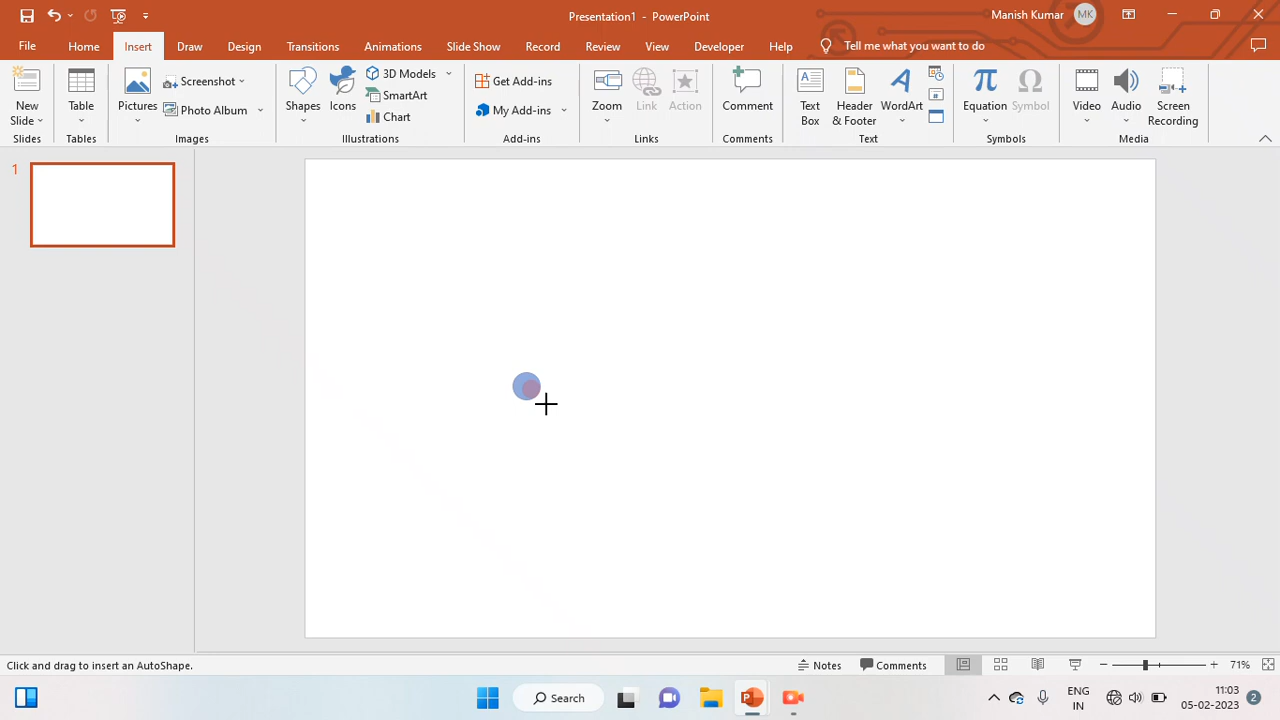 Presentation1 - PowerPoint
Manish Kumar MK
File Home Insert Draw Design Transitions Animations Slide Show Record Review View Developer Help Tell me what you want to do
New Slide
Slides
Table
Tables
Pictures
Screenshot
Photo Album
Images
Shapes
Icons
3D Models
SmartArt
Chart
Illustrations
Get Add-ins
My Add-ins
Add-ins
Zoom
Link
Action
Links
Comment
Comments
Text Box
Header & Footer
WordArt
Text
Equation
Symbol
Symbols
Video
Audio
Screen Recording
Media
1
Click and drag to insert an AutoShape.
Notes Comments 71%
Search
ENG IN
11:03
05-02-2023
2